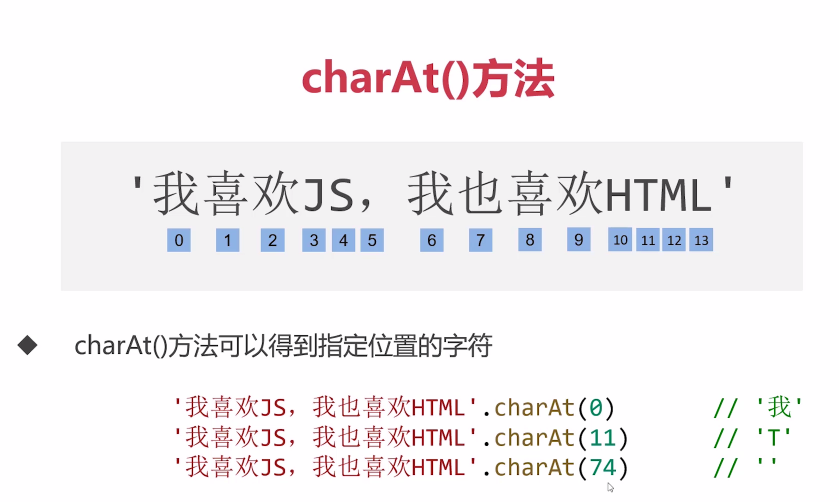 charAt()方法
'我喜欢JS，我也喜欢HTML'
0 1 2 3 4 5 6 7 8 9 10 11 12 13
◆ charAt()方法可以得到指定位置的字符
'我喜欢JS，我也喜欢HTML'.charAt(0) // '我'
'我喜欢JS，我也喜欢HTML'.charAt(11) // 'T'
'我喜欢JS，我也喜欢HTML'.charAt(74) // ''